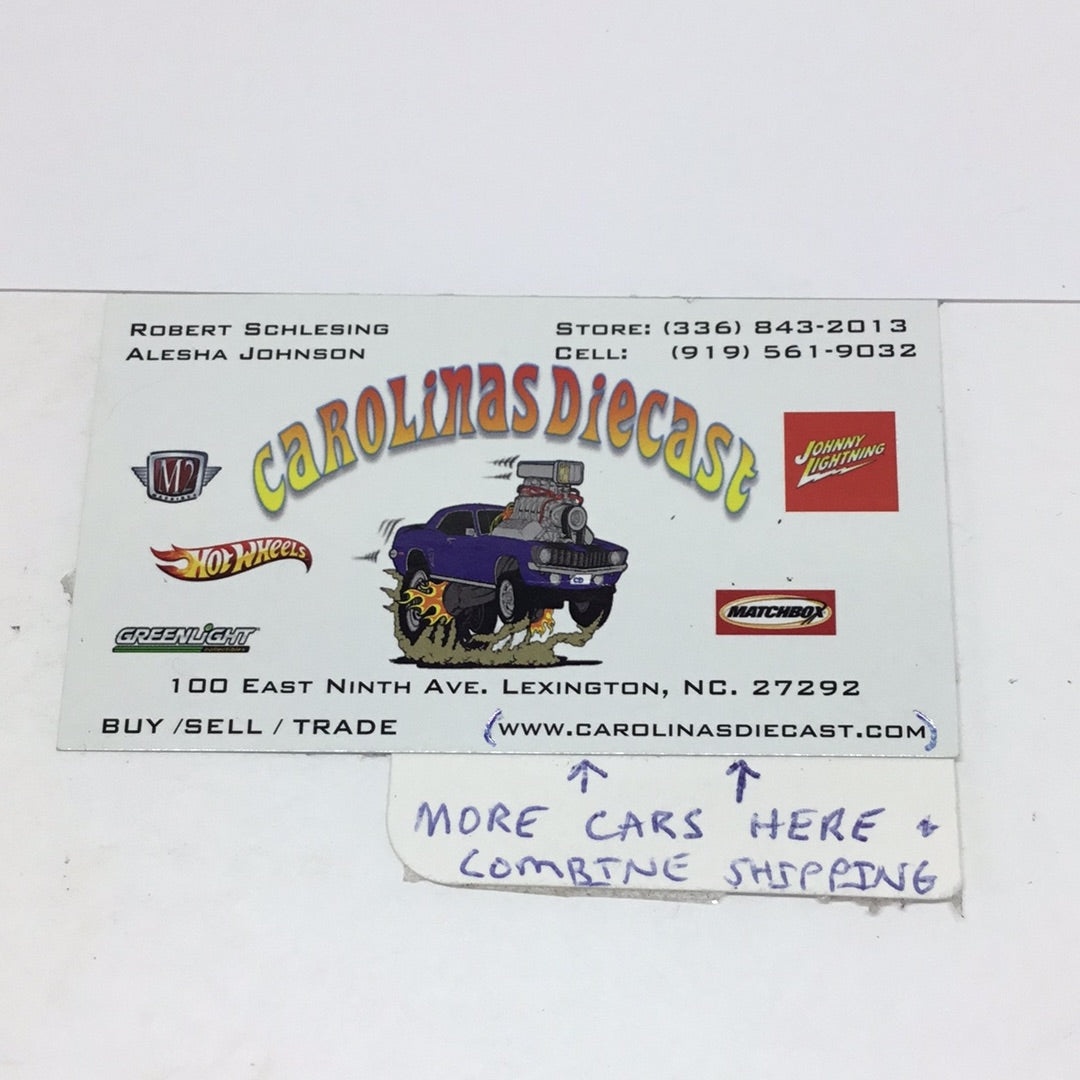 ROBERT SCHLESING
ALESHA JOHNSON
STORE: (336) 843-2013
CELL: (919) 561-9032
CAROLINAS DIECAST
M2
JOHNNY
LIGHTNING
HOT WHEELS
CD
MATCHBOX
GREENLIGHT
collectibles
100 EAST NINTH AVE. LEXINGTON, NC. 27292
BUY /SELL / TRADE (WWW.CAROLINASDIECAST.COM)
↑ ↑
MORE CARS HERE +
COMBINE SHIPPING